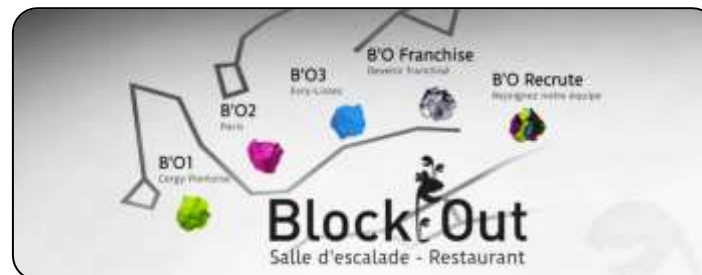 B'O Franchise
Devenir franchisé
B'O3
Evry-Lisses
B'O Recrute
Rejoignez notre équipe
B'O2
Paris
B'O1
Cergy-Pontoise
Block Out
Salle d'escalade - Restaurant